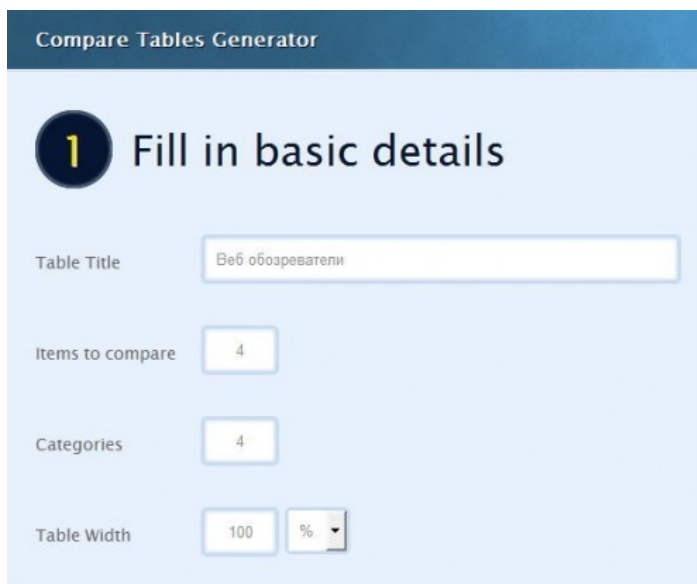 Compare Tables Generator
1 Fill in basic details
Table Title Веб обозреватели
Items to compare 4
Categories 4
Table Width 100 %